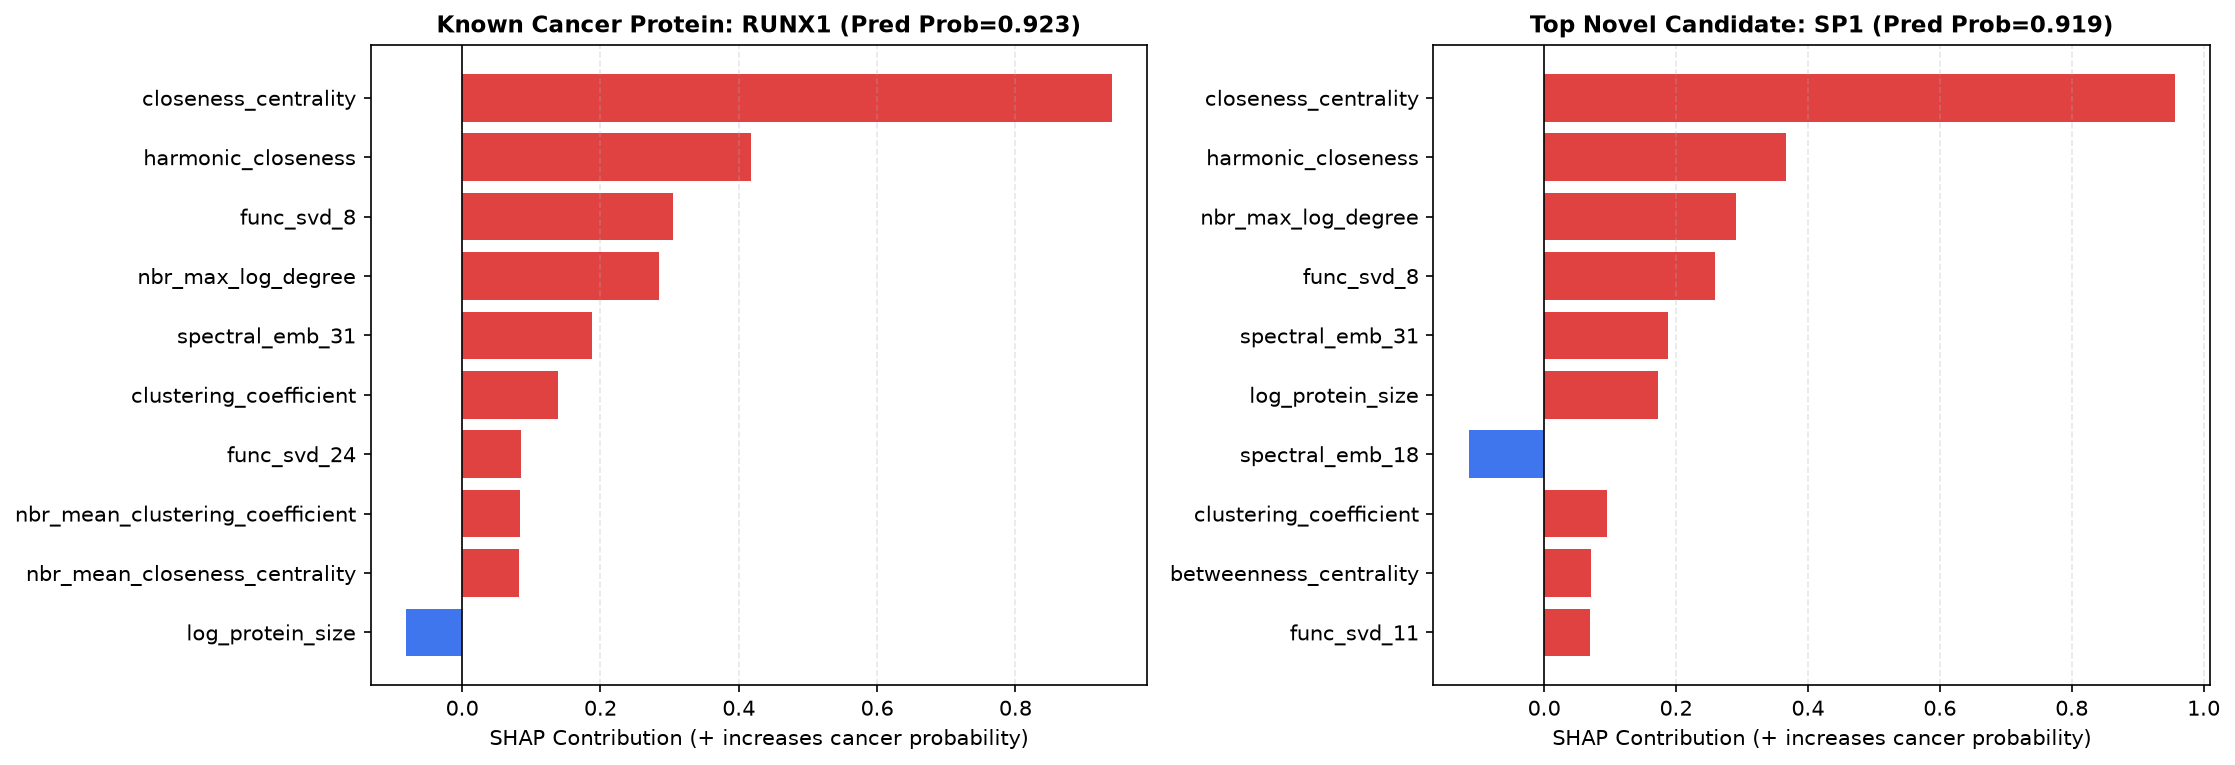 Known Cancer Protein: RUNX1 (Pred Prob=0.923)
closeness_centrality
harmonic_closeness
func_svd_8
nbr_max_log_degree
spectral_emb_31
clustering_coefficient
func_svd_24
nbr_mean_clustering_coefficient
nbr_mean_closeness_centrality
log_protein_size
0.0 0.2 0.4 0.6 0.8
SHAP Contribution (+ increases cancer probability)
Top Novel Candidate: SP1 (Pred Prob=0.919)
closeness_centrality
harmonic_closeness
nbr_max_log_degree
func_svd_8
spectral_emb_31
log_protein_size
spectral_emb_18
clustering_coefficient
betweenness_centrality
func_svd_11
0.0 0.2 0.4 0.6 0.8 1.0
SHAP Contribution (+ increases cancer probability)